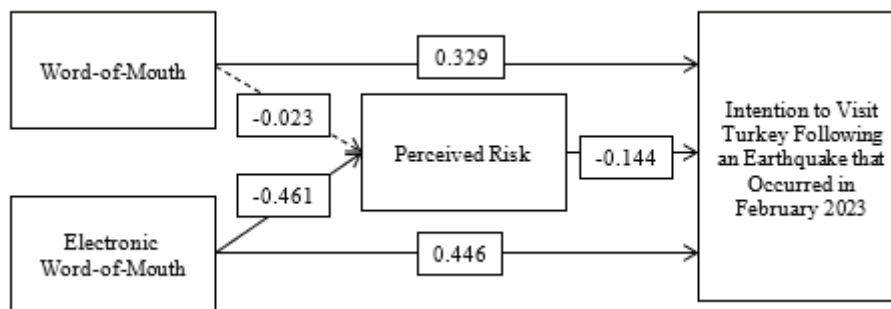 Word-of-Mouth
0.329
-0.023
Perceived Risk
-0.144
Intention to Visit
Turkey Following
an Earthquake that
Occurred in
February 2023
-0.461
Electronic
Word-of-Mouth
0.446